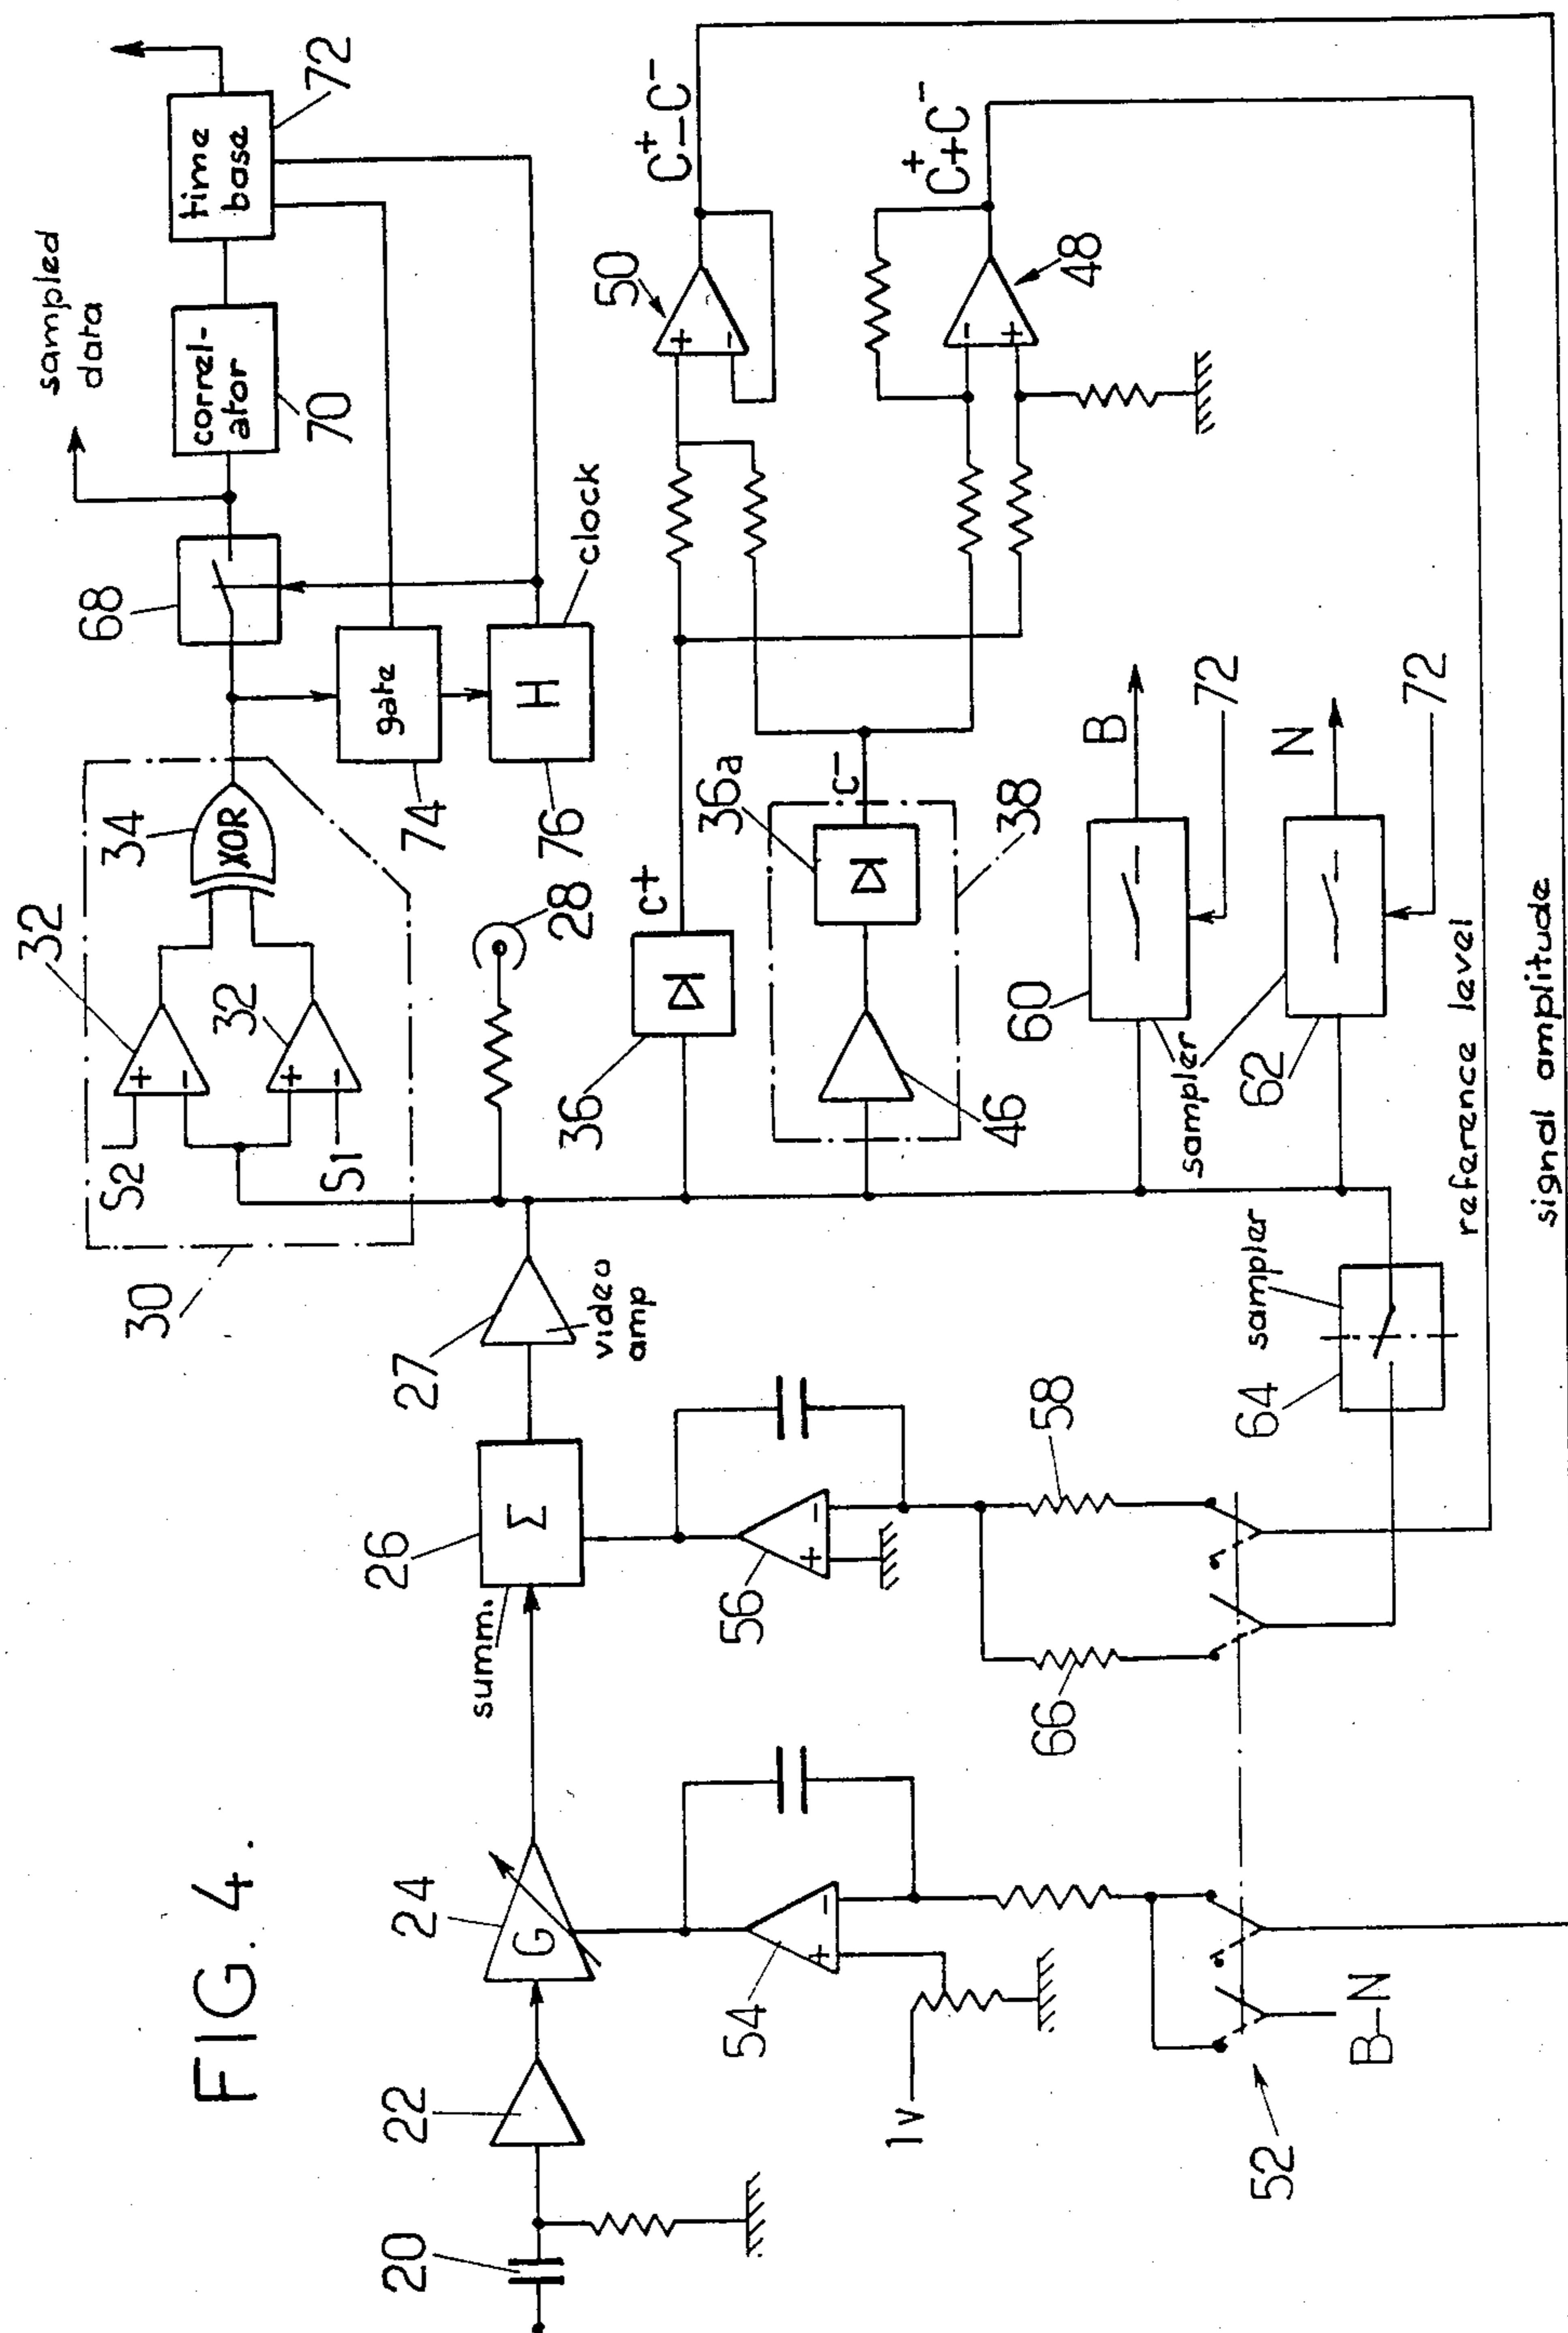 FIG. 4.
20
22
24
G
26
summ.
Σ
27
video
amp
28
30
32
32
S2
S1
+
-
+
-
34
XOR
68
sampled
data
correl-
ator
70
time
base
72
gate
74
H
76
clock
36
C+
36a
C-
38
46
50
+
-
C+-C-
48
-
+
C++C-
60
B
72
sampler
62
N
72
64
sampler
reference level
signal amplitude
54
+
-
1v
56
+
-
58
66
52
B-N